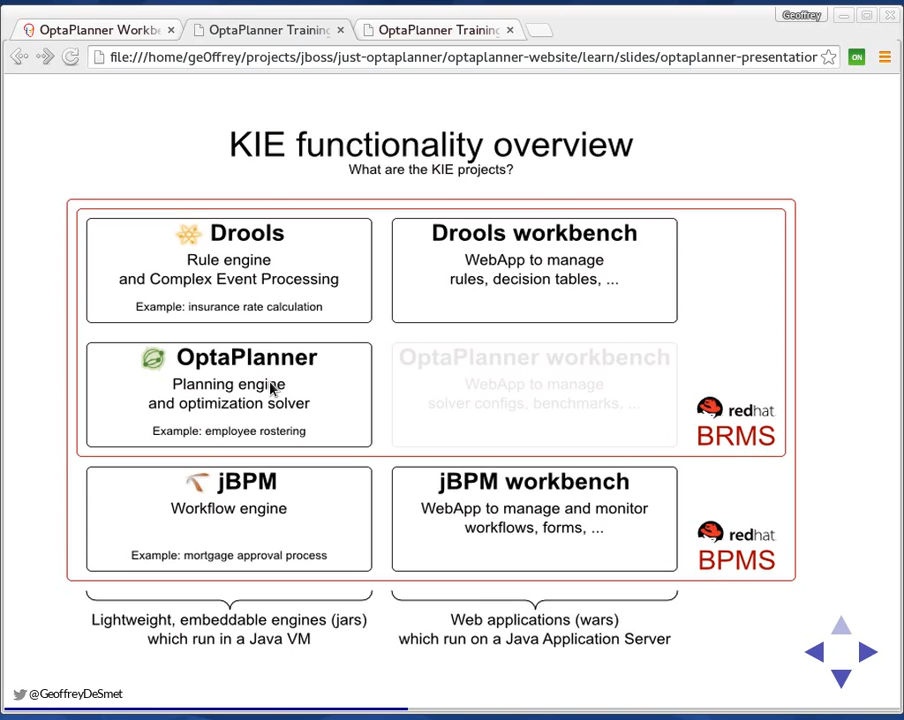 Geoffrey
OptaPlanner Workbe
OptaPlanner Training
OptaPlanner Training
file:///home/ge0ffrey/projects/jboss/just-optaplanner/optaplanner-website/learn/slides/optaplanner-presentation
ON
KIE functionality overview
What are the KIE projects?
Drools
Rule engine
and Complex Event Processing
Example: insurance rate calculation
Drools workbench
WebApp to manage
rules, decision tables, ...
OptaPlanner
Planning engine
and optimization solver
Example: employee rostering
OptaPlanner workbench
WebApp to manage
solver configs, benchmarks, ...
redhat
BRMS
jBPM
Workflow engine
Example: mortgage approval process
jBPM workbench
WebApp to manage and monitor
workflows, forms, ...
redhat
BPMS
Lightweight, embeddable engines (jars)
which run in a Java VM
Web applications (wars)
which run on a Java Application Server
@GeoffreyDeSmet